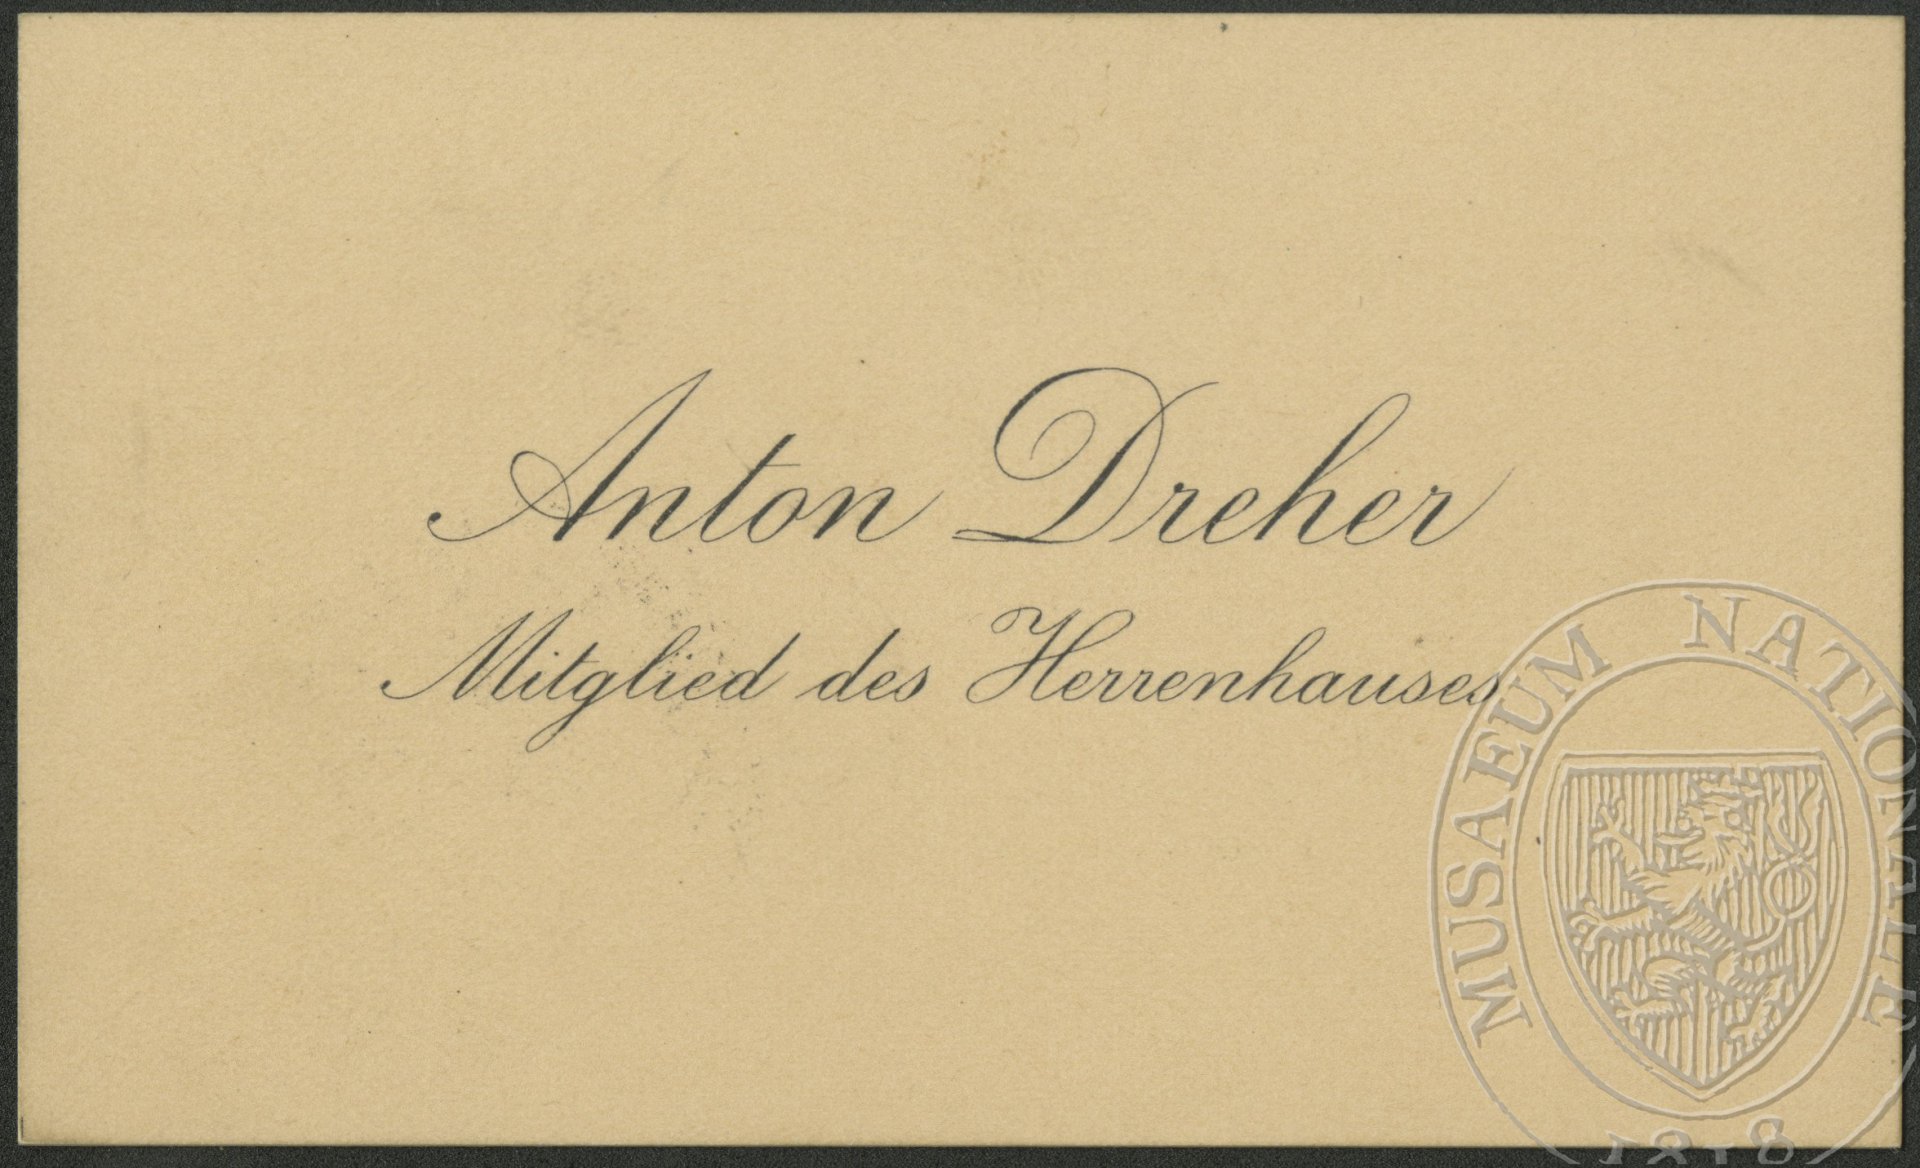 Anton Dreher
Mitglied des Herrenhauses
MUSAEUM NATIONALE
1818